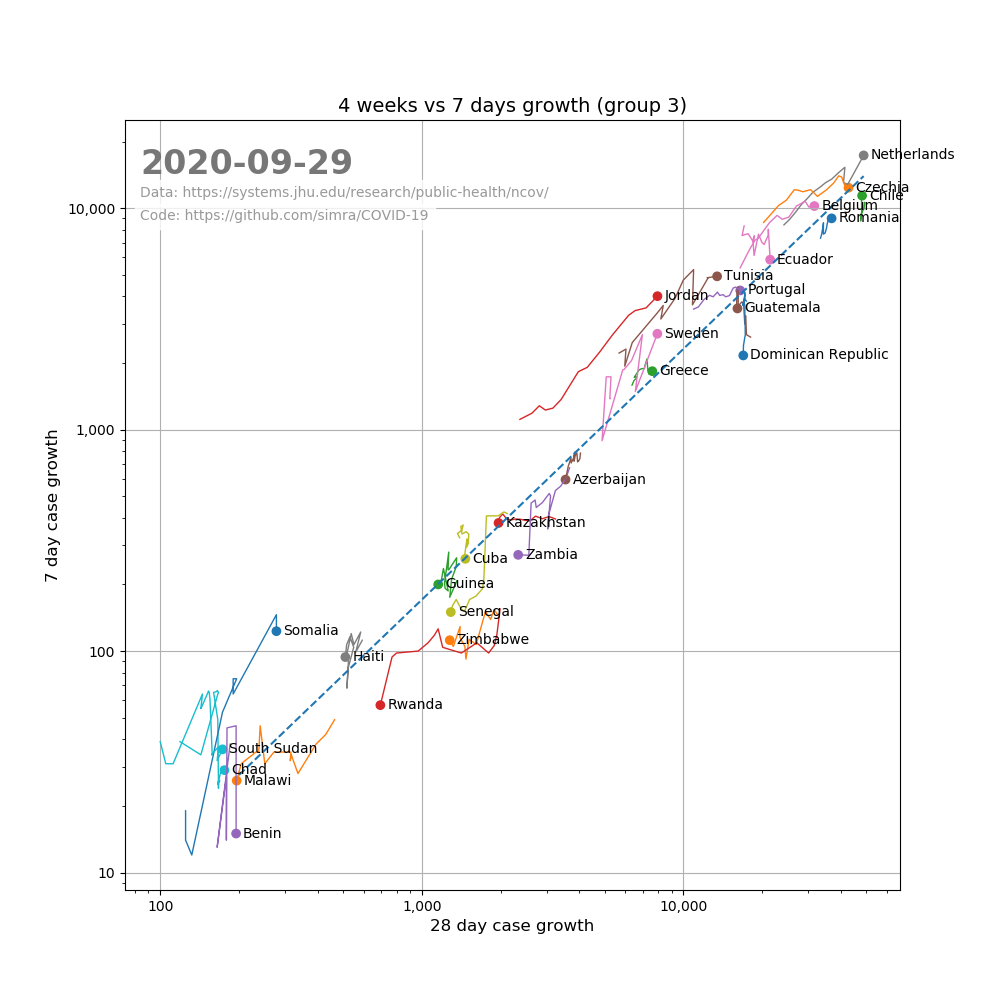 4 weeks vs 7 days growth (group 3)
2020-09-29
Data: https://systems.jhu.edu/research/public-health/ncov/
Code: https://github.com/simra/COVID-19
Netherlands
Czechia
Chile
Belgium
Romania
Ecuador
Tunisia
Portugal
Jordan
Guatemala
Sweden
Dominican Republic
Greece
Azerbaijan
Kazakhstan
Zambia
Cuba
Guinea
Senegal
Zimbabwe
Somalia
Haiti
Rwanda
South Sudan
Chad
Malawi
Benin
10,000
1,000
100
10
7 day case growth
100
1,000
10,000
28 day case growth